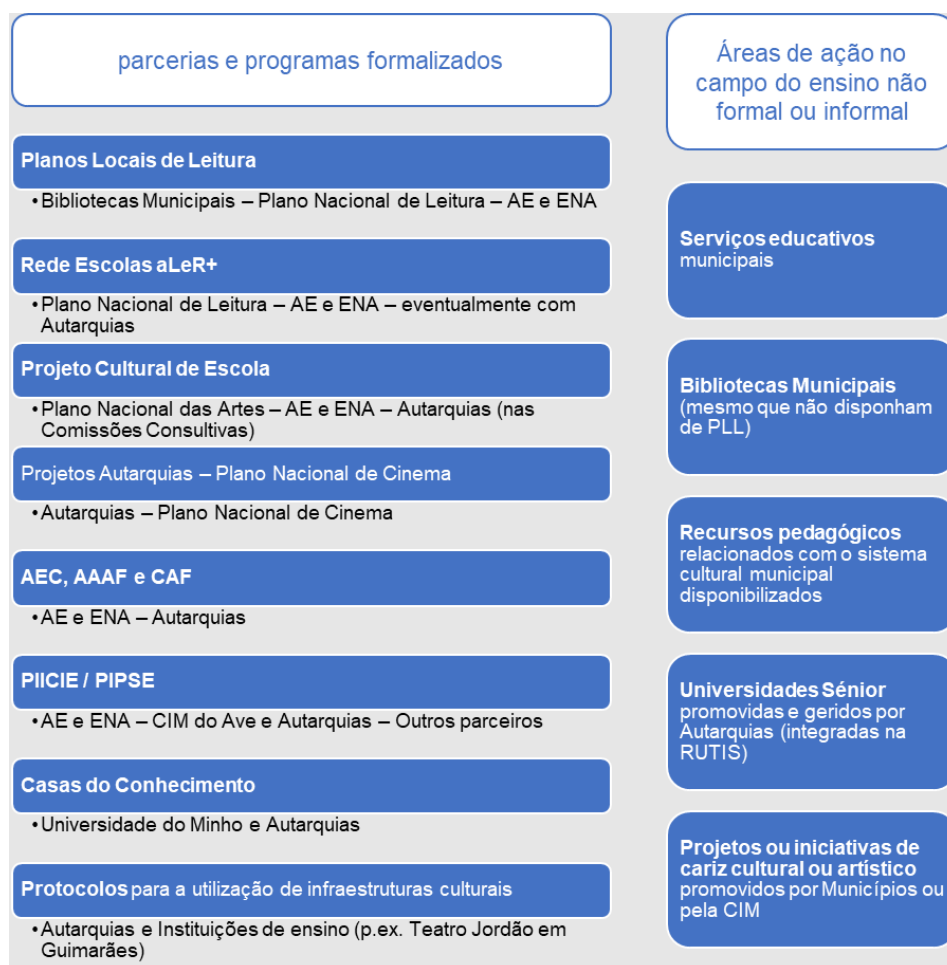 parcerias e programas formalizados
Planos Locais de Leitura
•Bibliotecas Municipais – Plano Nacional de Leitura – AE e ENA
Rede Escolas aLeR+
•Plano Nacional de Leitura – AE e ENA – eventualmente com
Autarquias
Projeto Cultural de Escola
•Plano Nacional das Artes – AE e ENA – Autarquias (nas
Comissões Consultivas)
Projetos Autarquias – Plano Nacional de Cinema
•Autarquias – Plano Nacional de Cinema
AEC, AAAF e CAF
•AE e ENA – Autarquias
PIICIE / PIPSE
•AE e ENA – CIM do Ave e Autarquias – Outros parceiros
Casas do Conhecimento
•Universidade do Minho e Autarquias
Protocolos para a utilização de infraestruturas culturais
•Autarquias e Instituições de ensino (p.ex. Teatro Jordão em
Guimarães)
Áreas de ação no
campo do ensino não
formal ou informal
Serviços educativos
municipais
Bibliotecas Municipais
(mesmo que não disponham
de PLL)
Recursos pedagógicos
relacionados com o sistema
cultural municipal
disponibilizados
Universidades Sénior
promovidas e geridos por
Autarquias (integradas na
RUTIS)
Projetos ou iniciativas de
cariz cultural ou artístico
promovidos por Municípios ou
pela CIM